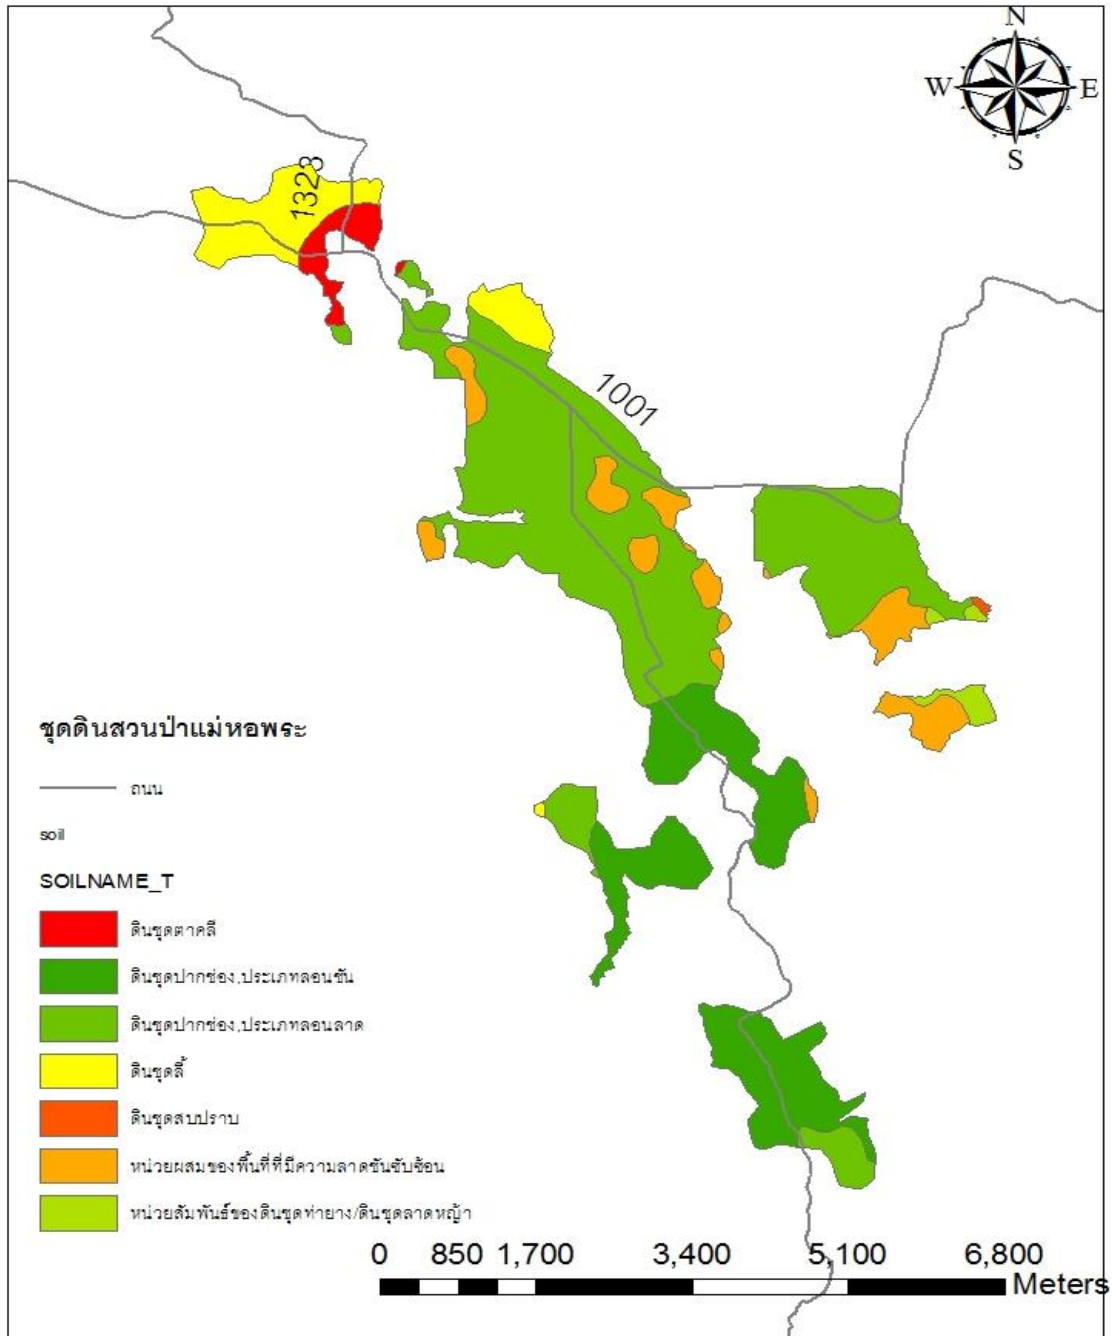 N
W E
S
1323
1001
ชุดดินสวนป่าแม่หอพระ
ถนน
soil
SOILNAME_T
ดินชุดตาคลี
ดินชุดปากช่อง,ประเภทลอนชัน
ดินชุดปากช่อง,ประเภทลอนลาด
ดินชุดลี้
ดินชุดสบปราบ
หน่วยผสมของพื้นที่ที่มีความลาดชันซับซ้อน
หน่วยสัมพันธ์ของดินชุดท่ายาง/ดินชุดลาดหญ้า
0 850 1,700 3,400 5,100 6,800
Meters